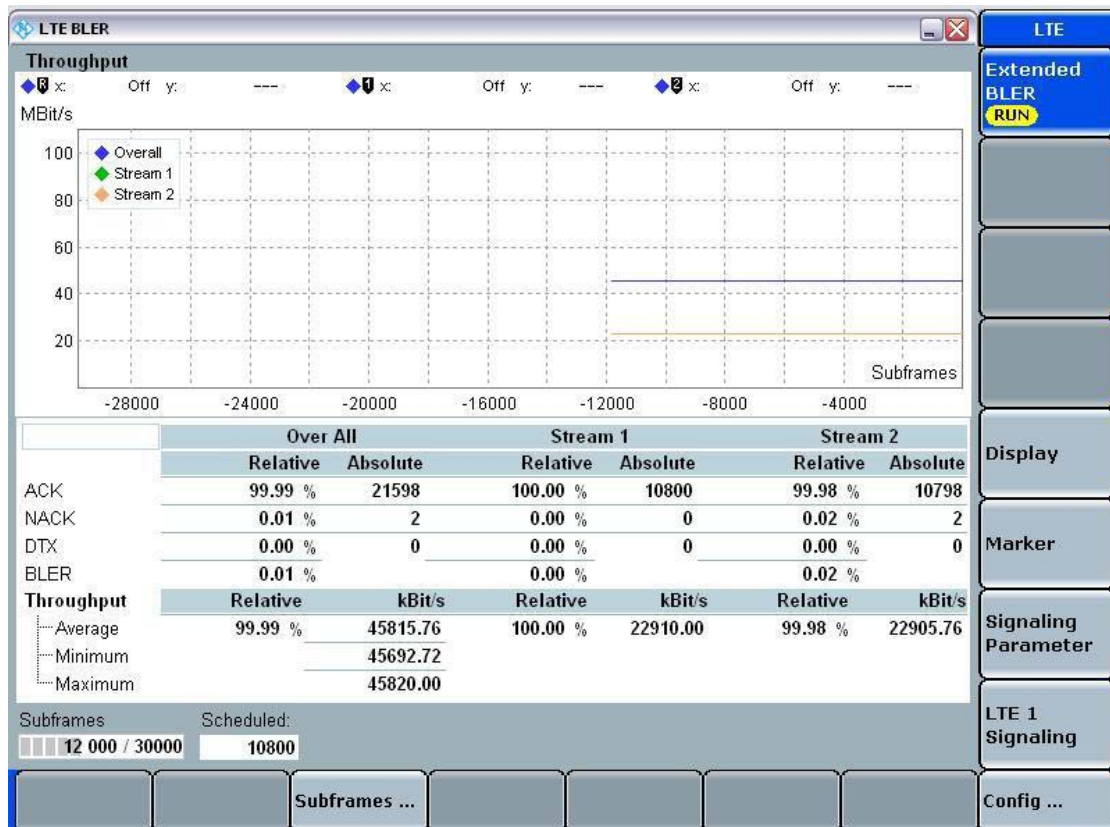 LTE BLER
LTE
Throughput
R x: Off y: --- 1 x: Off y: --- 2 x: Off y: ---
Extended
BLER
RUN
MBit/s
100
Overall
Stream 1
Stream 2
80
60
40
20
Subframes
-28000 -24000 -20000 -16000 -12000 -8000 -4000
Over All Stream 1 Stream 2
Relative Absolute Relative Absolute Relative Absolute
ACK 99.99 % 21598 100.00 % 10800 99.98 % 10798
NACK 0.01 % 2 0.00 % 0 0.02 % 2
DTX 0.00 % 0 0.00 % 0 0.00 % 0
BLER 0.01 % 0.00 % 0.02 %
Throughput Relative kBit/s Relative kBit/s Relative kBit/s
Average 99.99 % 45815.76 100.00 % 22910.00 99.98 % 22905.76
Minimum 45692.72
Maximum 45820.00
Subframes Scheduled:
12 000 / 30000 10800
Display
Marker
Signaling
Parameter
LTE 1
Signaling
Subframes ...
Config ...